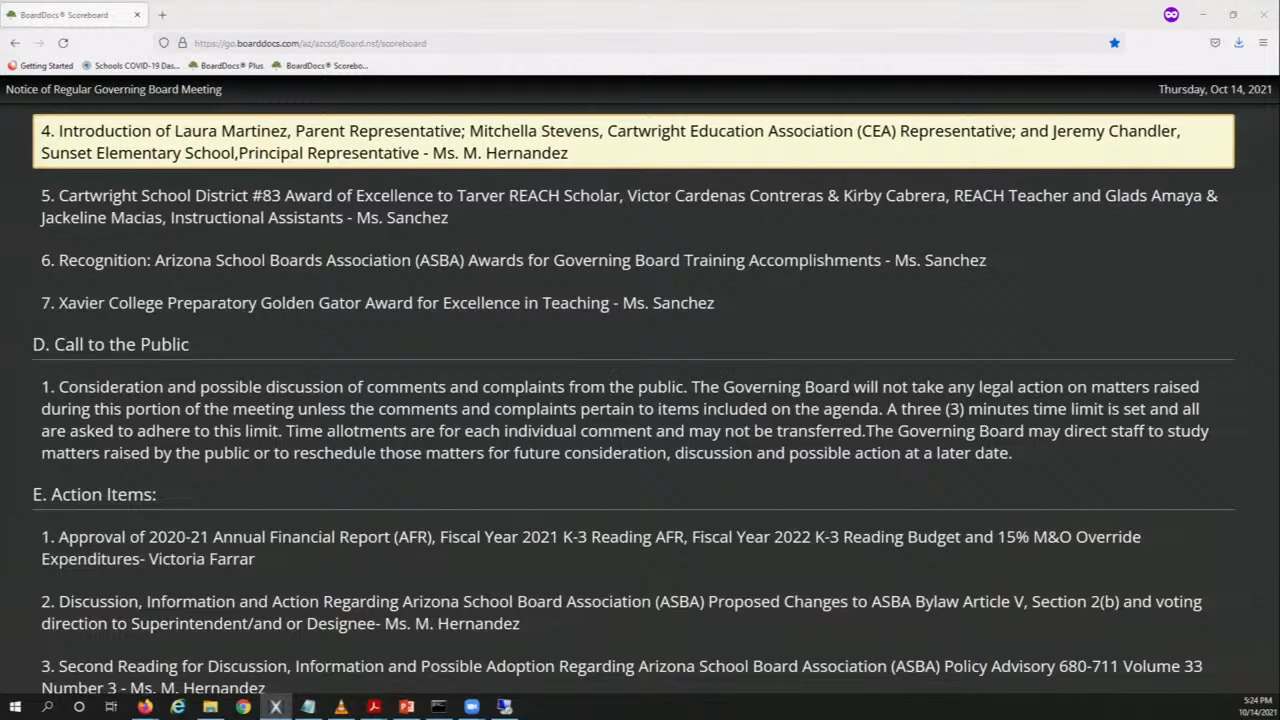 BoardDocs® Scoreboard
https://go.boarddocs.com/az/azcsd/Board.nsf/scoreboard
Getting Started
Schools COVID-19 Das...
BoardDocs® Plus
BoardDocs® Scorebo...
Notice of Regular Governing Board Meeting
Thursday, Oct 14, 2021
4. Introduction of Laura Martinez, Parent Representative; Mitchella Stevens, Cartwright Education Association (CEA) Representative; and Jeremy Chandler,
Sunset Elementary School,Principal Representative - Ms. M. Hernandez
5. Cartwright School District #83 Award of Excellence to Tarver REACH Scholar, Victor Cardenas Contreras & Kirby Cabrera, REACH Teacher and Glads Amaya &
Jackeline Macias, Instructional Assistants - Ms. Sanchez
6. Recognition: Arizona School Boards Association (ASBA) Awards for Governing Board Training Accomplishments - Ms. Sanchez
7. Xavier College Preparatory Golden Gator Award for Excellence in Teaching - Ms. Sanchez
D. Call to the Public
1. Consideration and possible discussion of comments and complaints from the public. The Governing Board will not take any legal action on matters raised
during this portion of the meeting unless the comments and complaints pertain to items included on the agenda. A three (3) minutes time limit is set and all
are asked to adhere to this limit. Time allotments are for each individual comment and may not be transferred.The Governing Board may direct staff to study
matters raised by the public or to reschedule those matters for future consideration, discussion and possible action at a later date.
E. Action Items:
1. Approval of 2020-21 Annual Financial Report (AFR), Fiscal Year 2021 K-3 Reading AFR, Fiscal Year 2022 K-3 Reading Budget and 15% M&O Override
Expenditures- Victoria Farrar
2. Discussion, Information and Action Regarding Arizona School Board Association (ASBA) Proposed Changes to ASBA Bylaw Article V, Section 2(b) and voting
direction to Superintendent/and or Designee- Ms. M. Hernandez
3. Second Reading for Discussion, Information and Possible Adoption Regarding Arizona School Board Association (ASBA) Policy Advisory 680-711 Volume 33
Number 3 - Ms. M. Hernandez
5:24 PM
10/14/2021